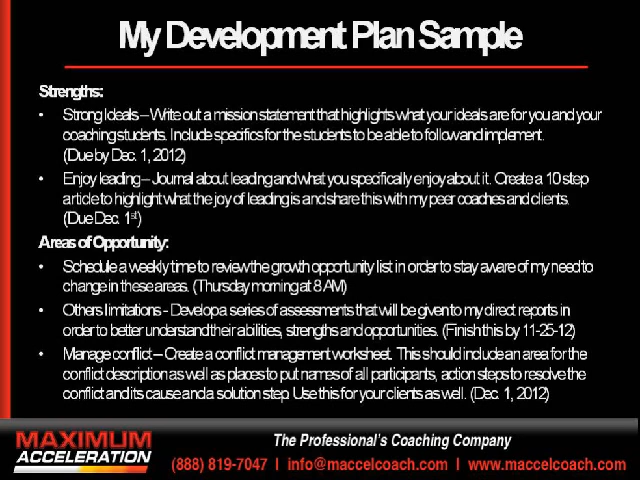 My Development Plan Sample
Strengths:
• Strong Ideals – Write out a mission statement that highlights what your ideals are for you and your
coaching students. Include specifics for the students to be able to follow and implement.
(Due by Dec. 1, 2012)
• Enjoy leading – Journal about leading and what you specifically enjoy about it. Create a 10 step
article to highlight what the joy of leading is and share this with my peer coaches and clients.
(Due Dec. 1st)
Areas of Opportunity:
• Schedule a weekly time to review the growth opportunity list in order to stay aware of my need to
change in these areas. (Thursday morning at 8 AM)
• Others limitations - Develop a series of assessments that will be given to my direct reports in
order to better understand their abilities, strengths and opportunities. (Finish this by 11-25-12)
• Manage conflict – Create a conflict management worksheet. This should include an area for the
conflict description as well as places to put names of all participants, action steps to resolve the
conflict and its cause and a solution step. Use this for your clients as well. (Dec. 1, 2012)
MAXIMUM
ACCELERATION
The Professional's Coaching Company
(888) 819-7047 | info@maccelcoach.com | www.maccelcoach.com